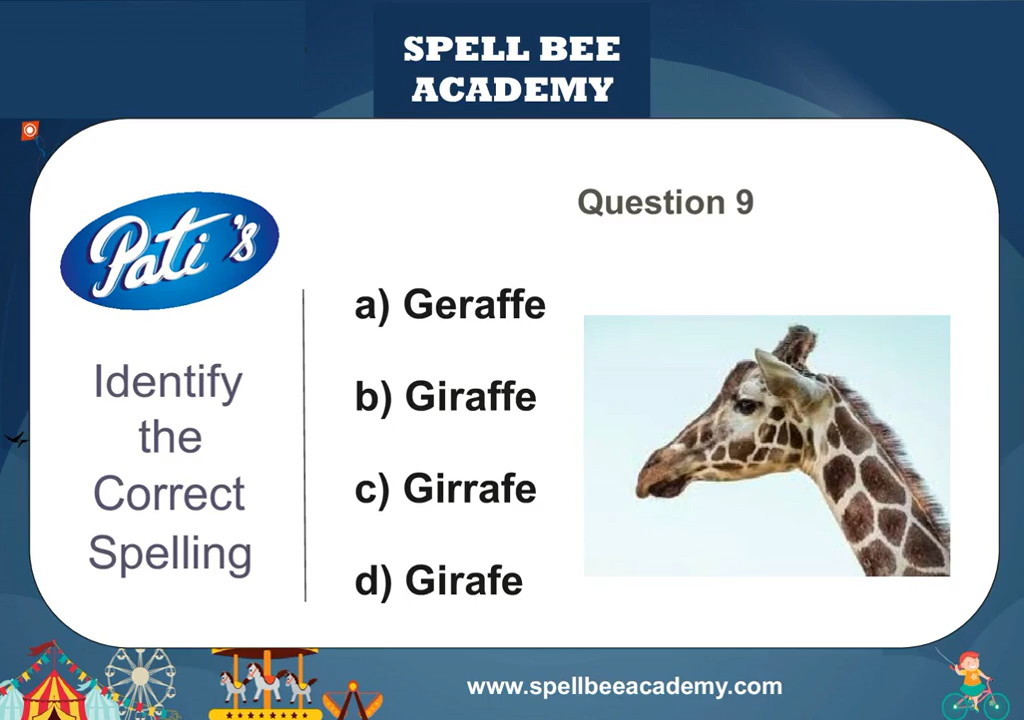 SPELL BEE
ACADEMY
Pati's
Identify
the
Correct
Spelling
Question 9
a) Geraffe
b) Giraffe
c) Girrafe
d) Girafe
www.spellbeeacademy.com